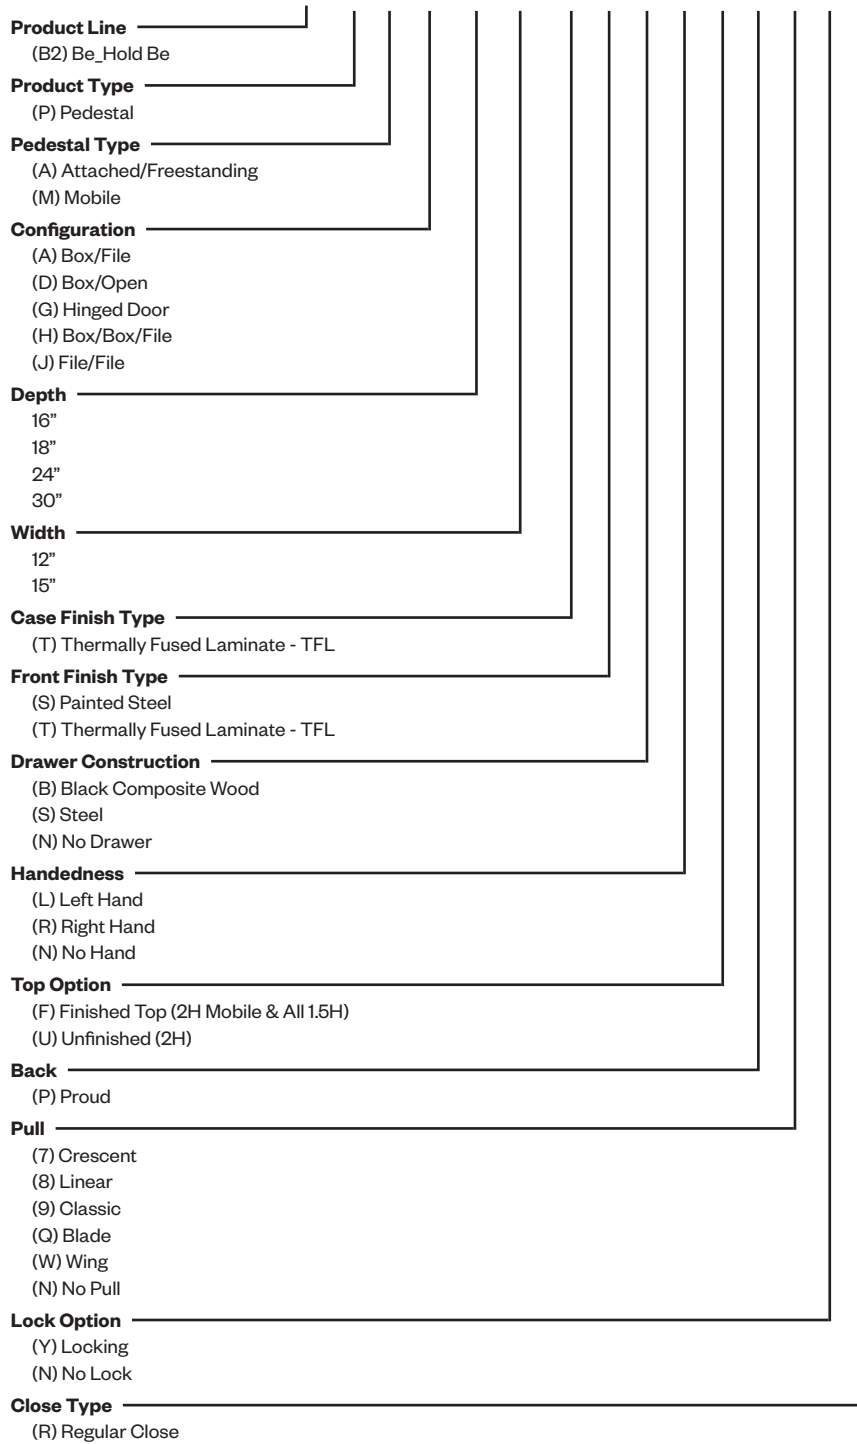 Product Line
(B2) Be_Hold Be
Product Type
(P) Pedestal
Pedestal Type
(A) Attached/Freestanding
(M) Mobile
Configuration
(A) Box/File
(D) Box/Open
(G) Hinged Door
(H) Box/Box/File
(J) File/File
Depth
16”
18”
24”
30”
Width
12”
15”
Case Finish Type
(T) Thermally Fused Laminate - TFL
Front Finish Type
(S) Painted Steel
(T) Thermally Fused Laminate - TFL
Drawer Construction
(B) Black Composite Wood
(S) Steel
(N) No Drawer
Handedness
(L) Left Hand
(R) Right Hand
(N) No Hand
Top Option
(F) Finished Top (2H Mobile & All 1.5H)
(U) Unfinished (2H)
Back
(P) Proud
Pull
(7) Crescent
(8) Linear
(9) Classic
(Q) Blade
(W) Wing
(N) No Pull
Lock Option
(Y) Locking
(N) No Lock
Close Type
(R) Regular Close